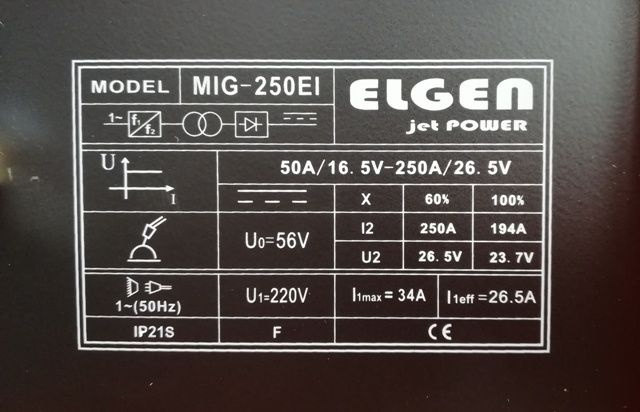 MODEL MIG-250EI ELGEN
jet POWER
1~ f1/f2
U I
50A/16.5V-250A/26.5V
X 60% 100%
U0=56V
I2 250A 194A
U2 26.5V 23.7V
1~(50Hz) U1=220V I1max = 34A I1eff =26.5A
IP21S F CE